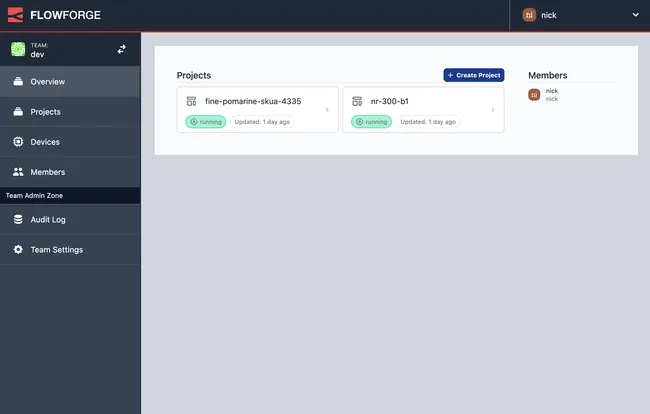 FLOWFORGE
ni nick
TEAM:
dev
Overview
Projects
Devices
Members
Team Admin Zone
Audit Log
Team Settings
Projects
+ Create Project
fine-pomarine-skua-4335
running Updated: 1 day ago
nr-300-b1
running Updated: 1 day ago
Members
ni nick
nick